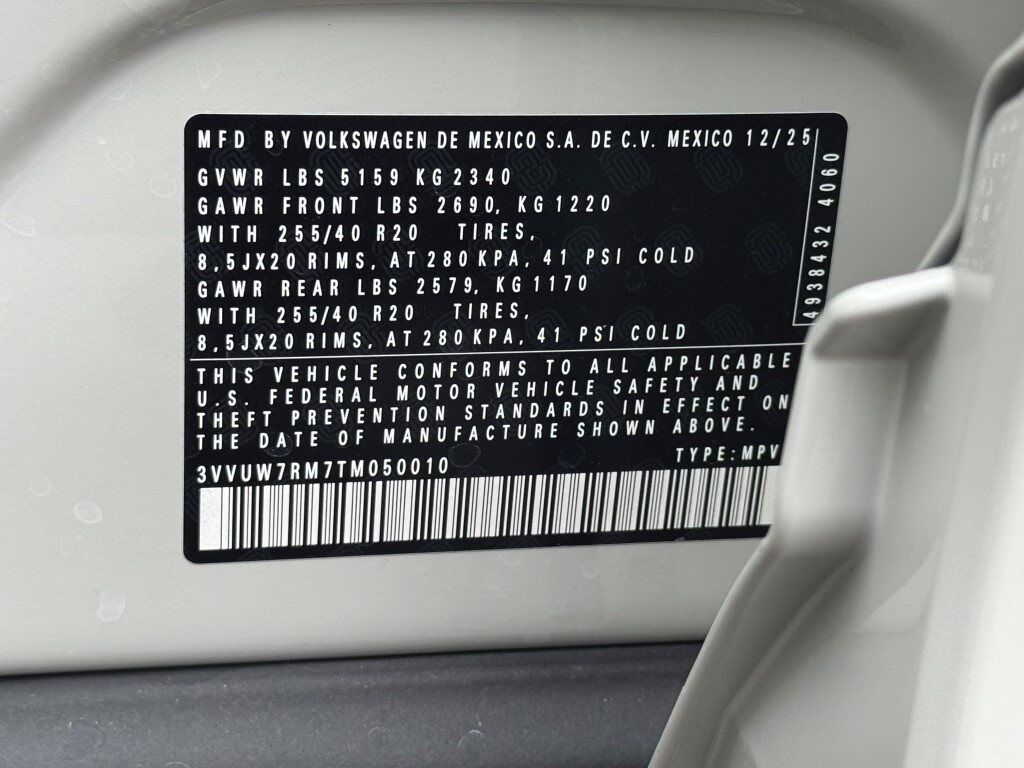 MFD BY VOLKSWAGEN DE MEXICO S.A. DE C.V. MEXICO 12/25
GVWR LBS 5159 KG 2340
GAWR FRONT LBS 2690, KG 1220
WITH 255/40 R20 TIRES,
8,5JX20 RIMS, AT 280 KPA, 41 PSI COLD
GAWR REAR LBS 2579, KG 1170
WITH 255/40 R20 TIRES,
8,5JX20 RIMS, AT 280 KPA, 41 PSI COLD
4938432 4060
THIS VEHICLE CONFORMS TO ALL APPLICABLE
U.S. FEDERAL MOTOR VEHICLE SAFETY AND
THEFT PREVENTION STANDARDS IN EFFECT ON
THE DATE OF MANUFACTURE SHOWN ABOVE.
3VVUW7RM7TM050010 TYPE: MPV